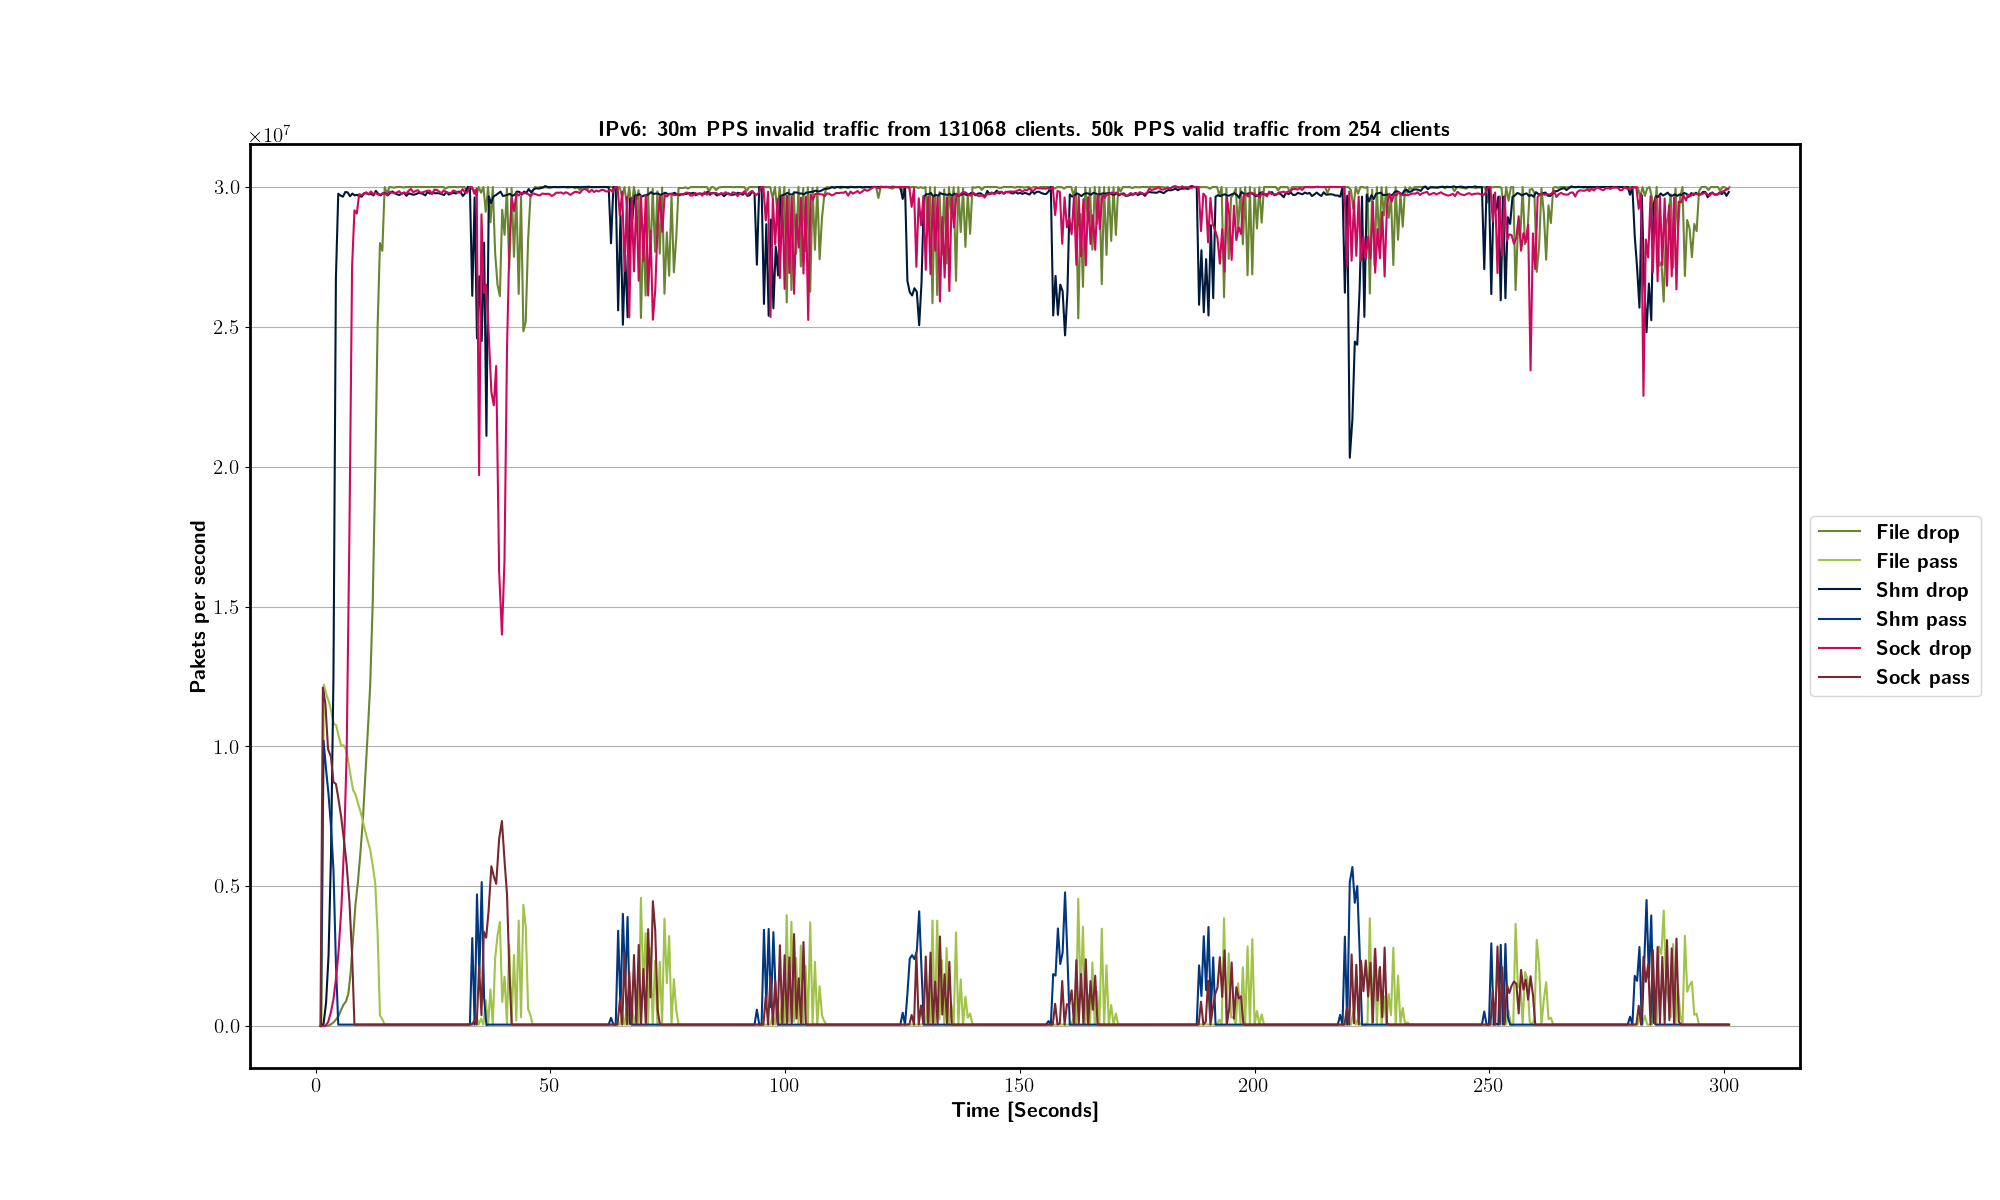 IPv6: 30m PPS invalid traffic from 131068 clients. 50k PPS valid traffic from 254 clients
×10⁷
3.0
2.5
2.0
1.5
1.0
0.5
0.0
Pakets per second
0 50 100 150 200 250 300
Time [Seconds]
File drop
File pass
Shm drop
Shm pass
Sock drop
Sock pass